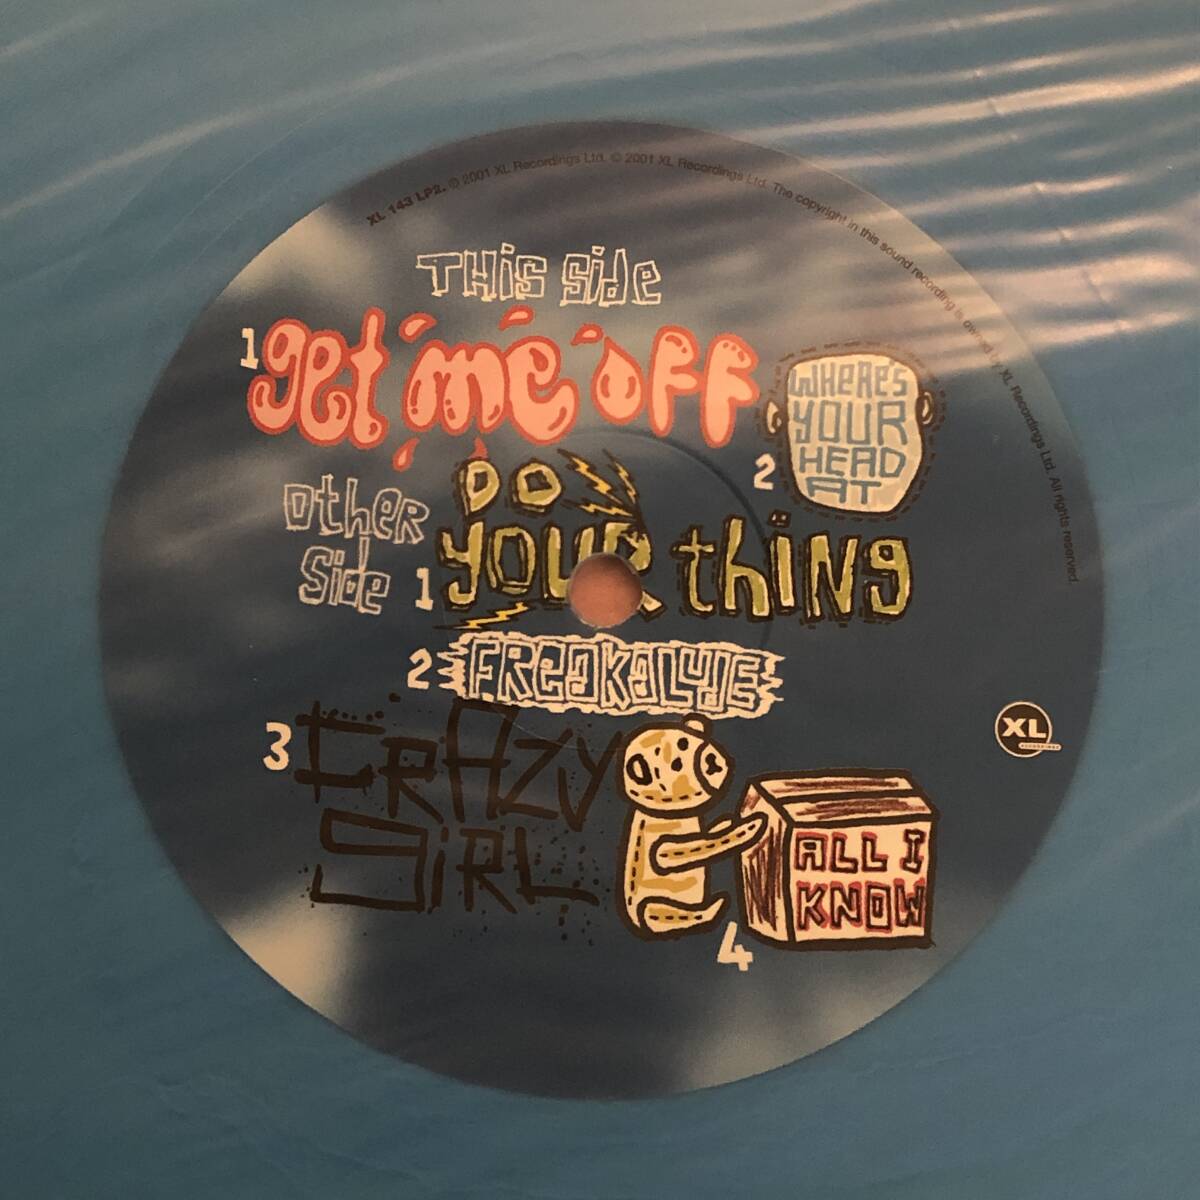 XL 143 LP2. ℗ 2001 XL Recordings Ltd. © 2001 XL Recordings Ltd. The copyright in this sound recording is owned by XL Recordings Ltd. All rights reserved.
THis side
1 get me off
2 WHERE'S
YOUR
HEAD
AT
otheR
Side
1 DO
YOUR thiNg
2 FReakalude
3 CRAZY
giRL
4 ALL I
KNOW
XL
RECORDINGS